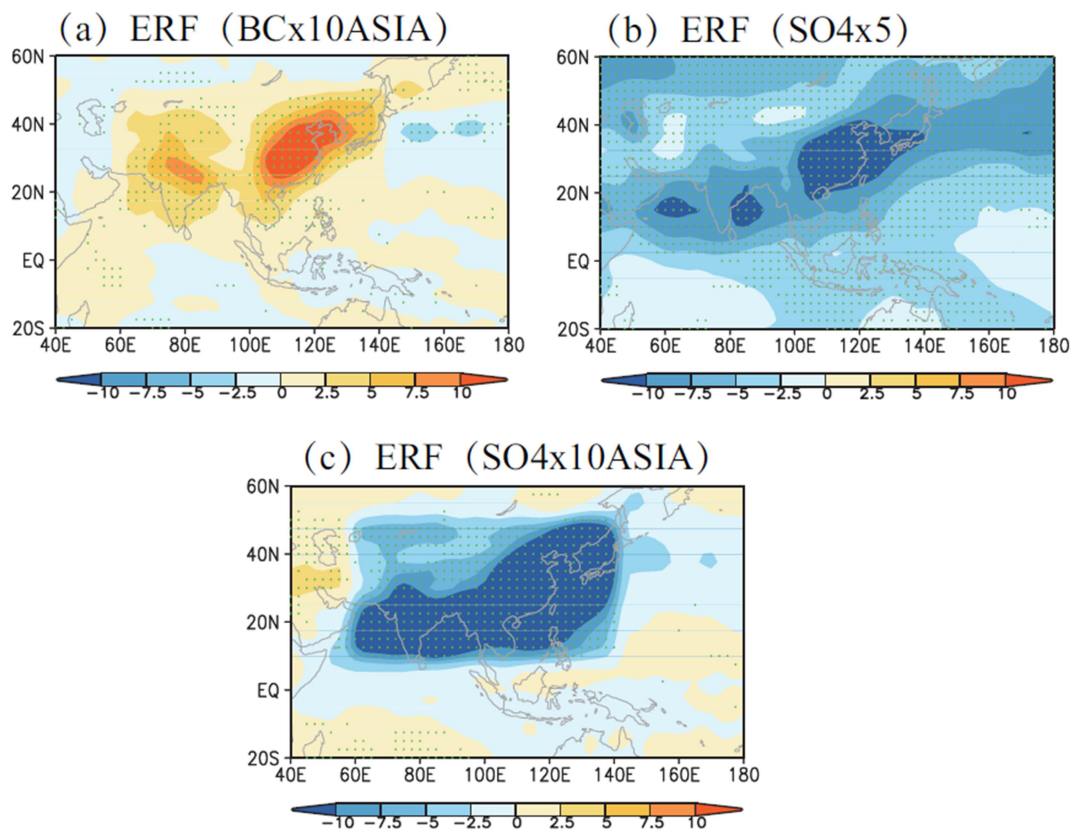 (a) ERF (BCx10ASIA)
60N
40N
20N
EQ
20S
40E 60E 80E 100E 120E 140E 160E 180
-10 -7.5 -5 -2.5 0 2.5 5 7.5 10
(b) ERF (SO4x5)
60N
40N
20N
EQ
20S
40E 60E 80E 100E 120E 140E 160E 180
-10 -7.5 -5 -2.5 0 2.5 5 7.5 10
(c) ERF (SO4x10ASIA)
60N
40N
20N
EQ
20S
40E 60E 80E 100E 120E 140E 160E 180
-10 -7.5 -5 -2.5 0 2.5 5 7.5 10